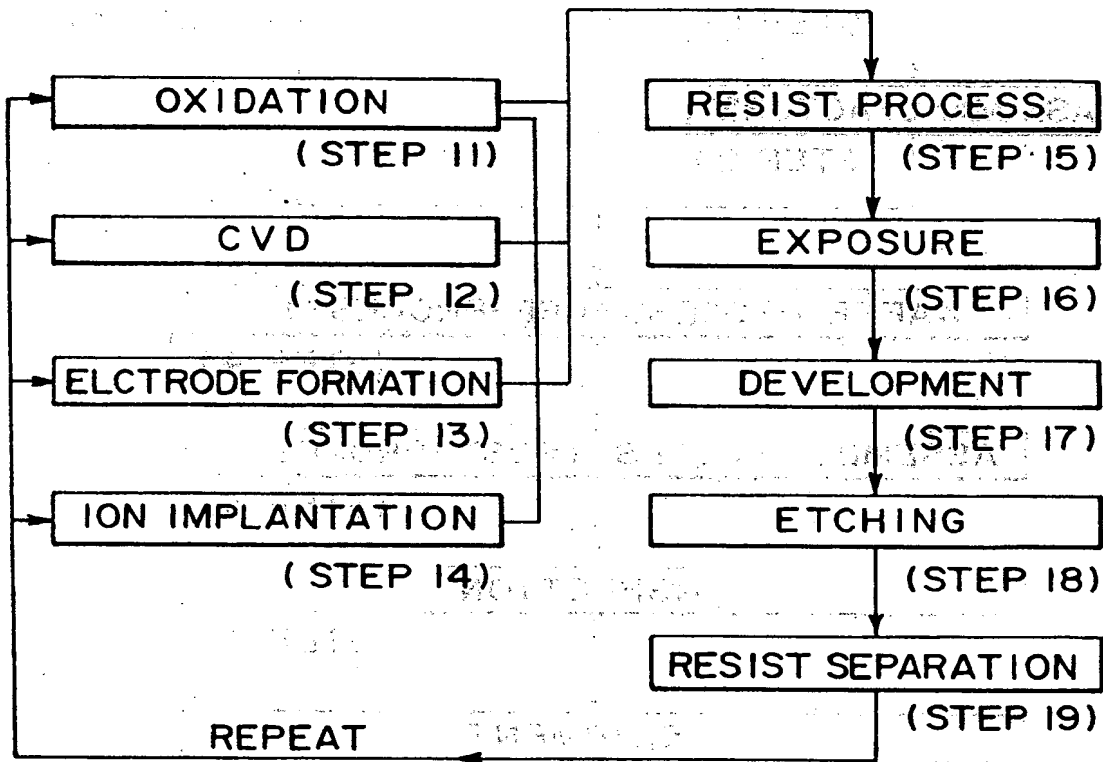 OXIDATION
(STEP 11)
CVD
(STEP 12)
ELCTRODE FORMATION
(STEP 13)
ION IMPLANTATION
(STEP 14)
RESIST PROCESS
(STEP 15)
EXPOSURE
(STEP 16)
DEVELOPMENT
(STEP 17)
ETCHING
(STEP 18)
RESIST SEPARATION
(STEP 19)
REPEAT